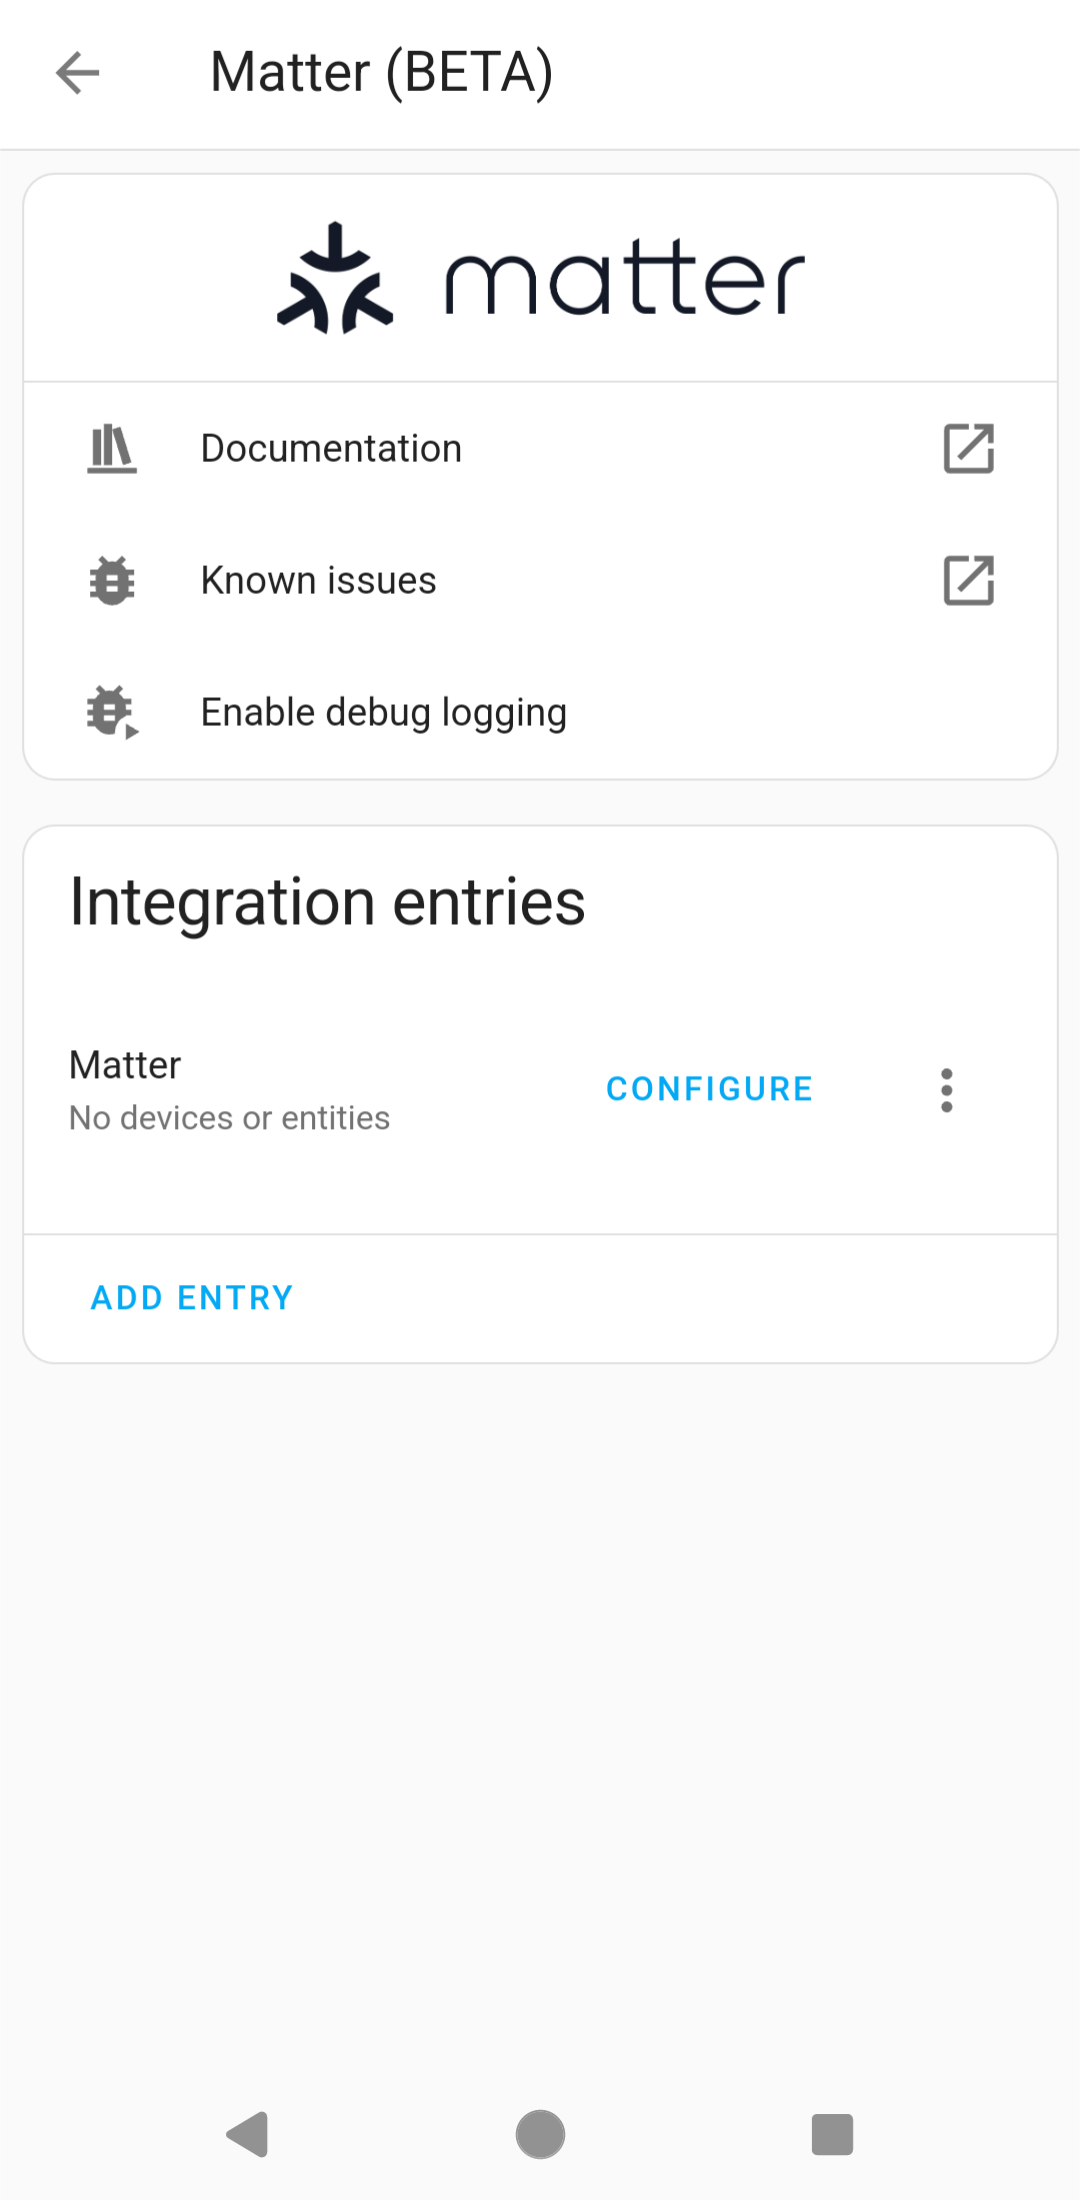 Matter (BETA)
matter
Documentation
Known issues
Enable debug logging
Integration entries
Matter
No devices or entities
CONFIGURE
ADD ENTRY